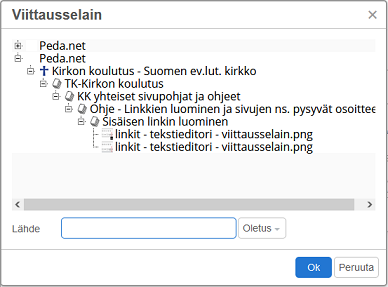 Viittausselain
Peda.net
Peda.net
Kirkon koulutus - Suomen ev.lut. kirkko
TK-Kirkon koulutus
KK yhteiset sivupohjat ja ohjeet
Ohje - Linkkien luominen ja sivujen ns. pysyvät osoittee
Sisäisen linkin luominen
linkit - tekstieditori - viittausselain.png
linkit - tekstieditori - viittausselain.png
Lähde
Oletus
Ok
Peruuta